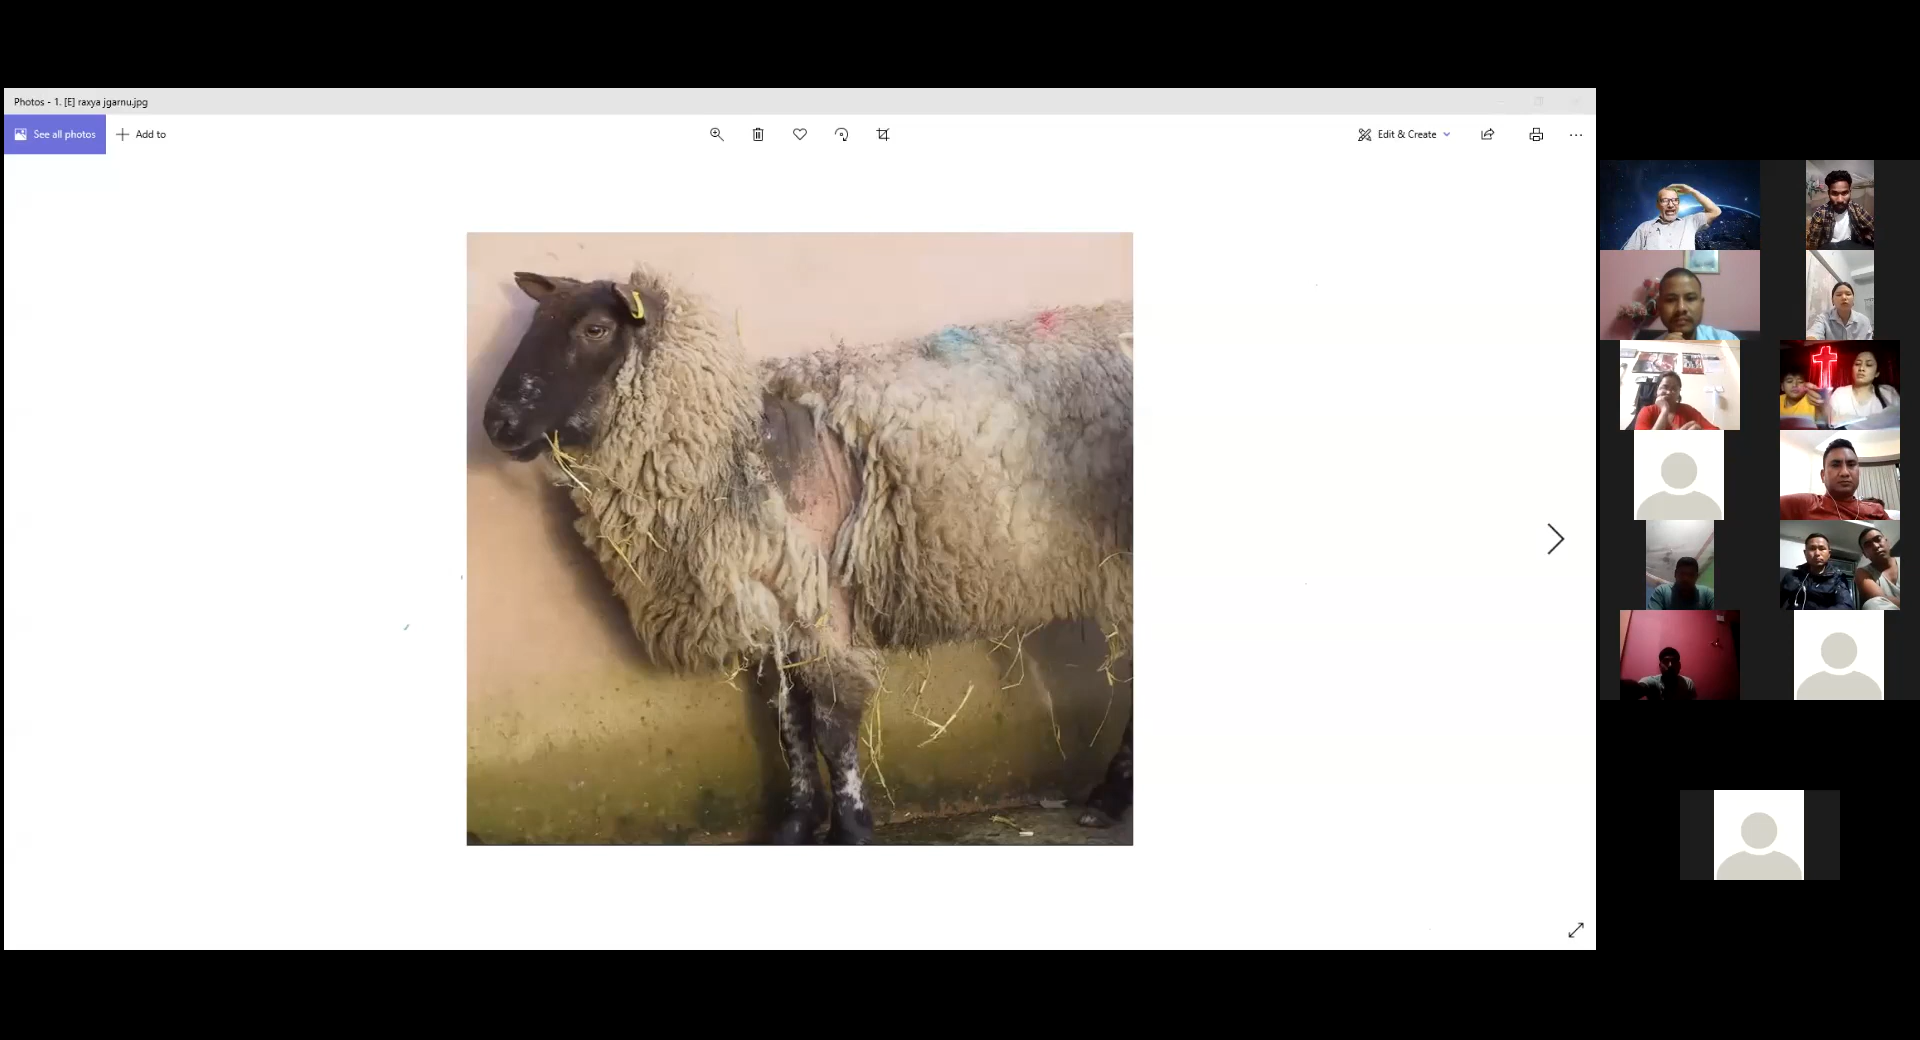 Photos - 1. [E] raxya jgarnu.jpg
See all photos
Add to
Edit & Create